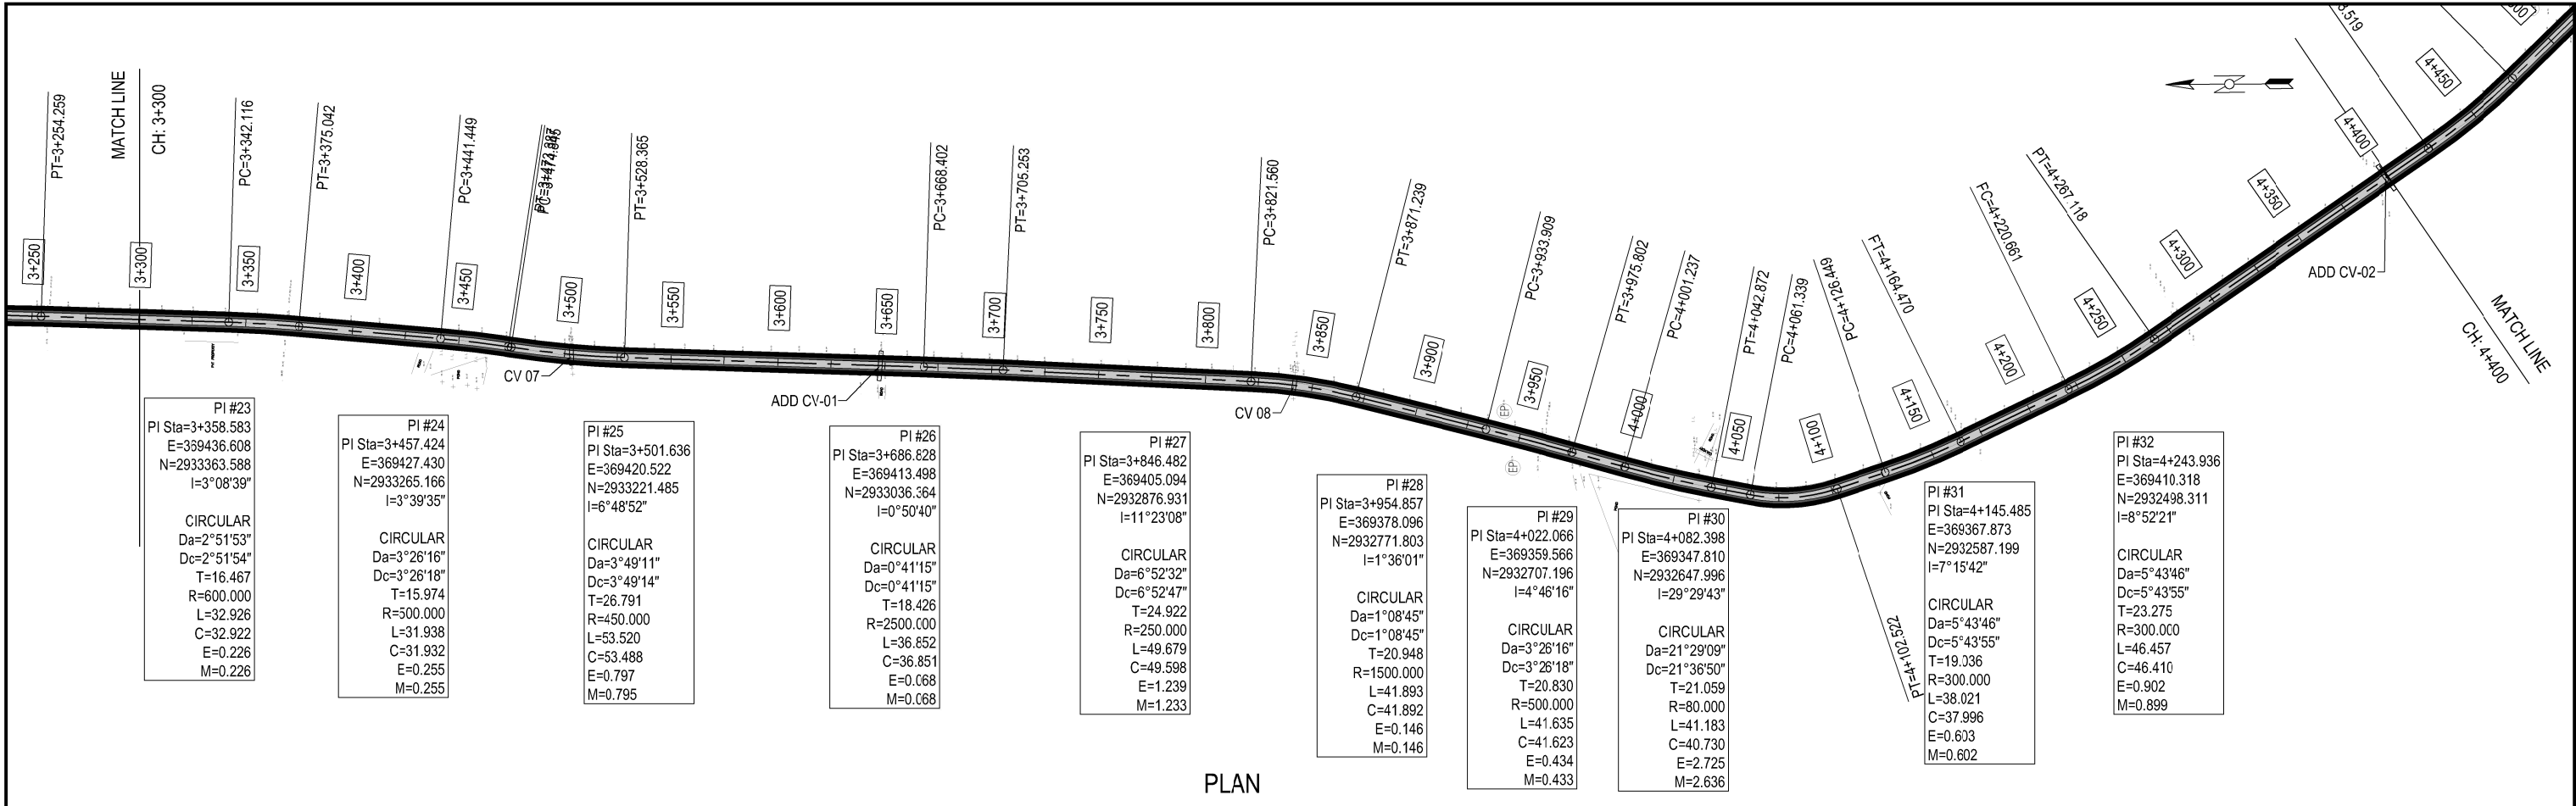 PT=3+254.259
MATCH LINE
CH: 3+300
PC=3+342.116
PT=3+375.042
PC=3+441.449
PT=3+528.365
PC=3+668.402
PT=3+705.253
PC=3+821.560
PT=3+871.239
PC=3+933.909
PT=3+975.802
PC=4+001.237
PT=4+042.872
PC=4+061.339
PT=4+102.522
PC=4+126.449
PT=4+164.470
PC=4+220.661
PT=4+267.118
MATCH LINE
CH: 4+400
3+250
3+300
3+350
3+400
3+450
3+500
3+550
3+600
3+650
3+700
3+750
3+800
3+850
3+900
3+950
4+000
4+050
4+100
4+150
4+200
4+250
4+300
4+350
4+400
4+450
CV 07
ADD CV-01
CV 08
ADD CV-02
EP
EP
PI #23
PI Sta=3+358.583
E=369436.608
N=2933363.588
I=3°08'39"
CIRCULAR
Da=2°51'53"
Dc=2°51'54"
T=16.467
R=600.000
L=32.926
C=32.922
E=0.226
M=0.226
PI #24
PI Sta=3+457.424
E=369427.430
N=2933265.166
I=3°39'35"
CIRCULAR
Da=3°26'16"
Dc=3°26'18"
T=15.974
R=500.000
L=31.938
C=31.932
E=0.255
M=0.255
PI #25
PI Sta=3+501.636
E=369420.522
N=2933221.485
I=6°48'52"
CIRCULAR
Da=3°49'11"
Dc=3°49'14"
T=26.791
R=450.000
L=53.520
C=53.488
E=0.797
M=0.795
PI #26
PI Sta=3+686.828
E=369413.498
N=2933036.364
I=0°50'40"
CIRCULAR
Da=0°41'15"
Dc=0°41'15"
T=18.426
R=2500.000
L=36.852
C=36.851
E=0.068
M=0.068
PI #27
PI Sta=3+846.482
E=369405.094
N=2932876.931
I=11°23'08"
CIRCULAR
Da=6°52'32"
Dc=6°52'47"
T=24.922
R=250.000
L=49.679
C=49.598
E=1.239
M=1.233
PI #28
PI Sta=3+954.857
E=369378.096
N=2932771.803
I=1°36'01"
CIRCULAR
Da=1°08'45"
Dc=1°08'45"
T=20.948
R=1500.000
L=41.893
C=41.892
E=0.146
M=0.146
PI #29
PI Sta=4+022.066
E=369359.566
N=2932707.196
I=4°46'16"
CIRCULAR
Da=3°26'16"
Dc=3°26'18"
T=20.830
R=500.000
L=41.635
C=41.623
E=0.434
M=0.433
PI #30
PI Sta=4+082.398
E=369347.810
N=2932647.996
I=29°29'43"
CIRCULAR
Da=21°29'09"
Dc=21°36'50"
T=21.059
R=80.000
L=41.183
C=40.730
E=2.725
M=2.636
PI #31
PI Sta=4+145.485
E=369367.873
N=2932587.199
I=7°15'42"
CIRCULAR
Da=5°43'46"
Dc=5°43'55"
T=19.036
R=300.000
L=38.021
C=37.996
E=0.603
M=0.602
PI #32
PI Sta=4+243.936
E=369410.318
N=2932498.311
I=8°52'21"
CIRCULAR
Da=5°43'46"
Dc=5°43'55"
T=23.275
R=300.000
L=46.457
C=46.410
E=0.902
M=0.899
PLAN